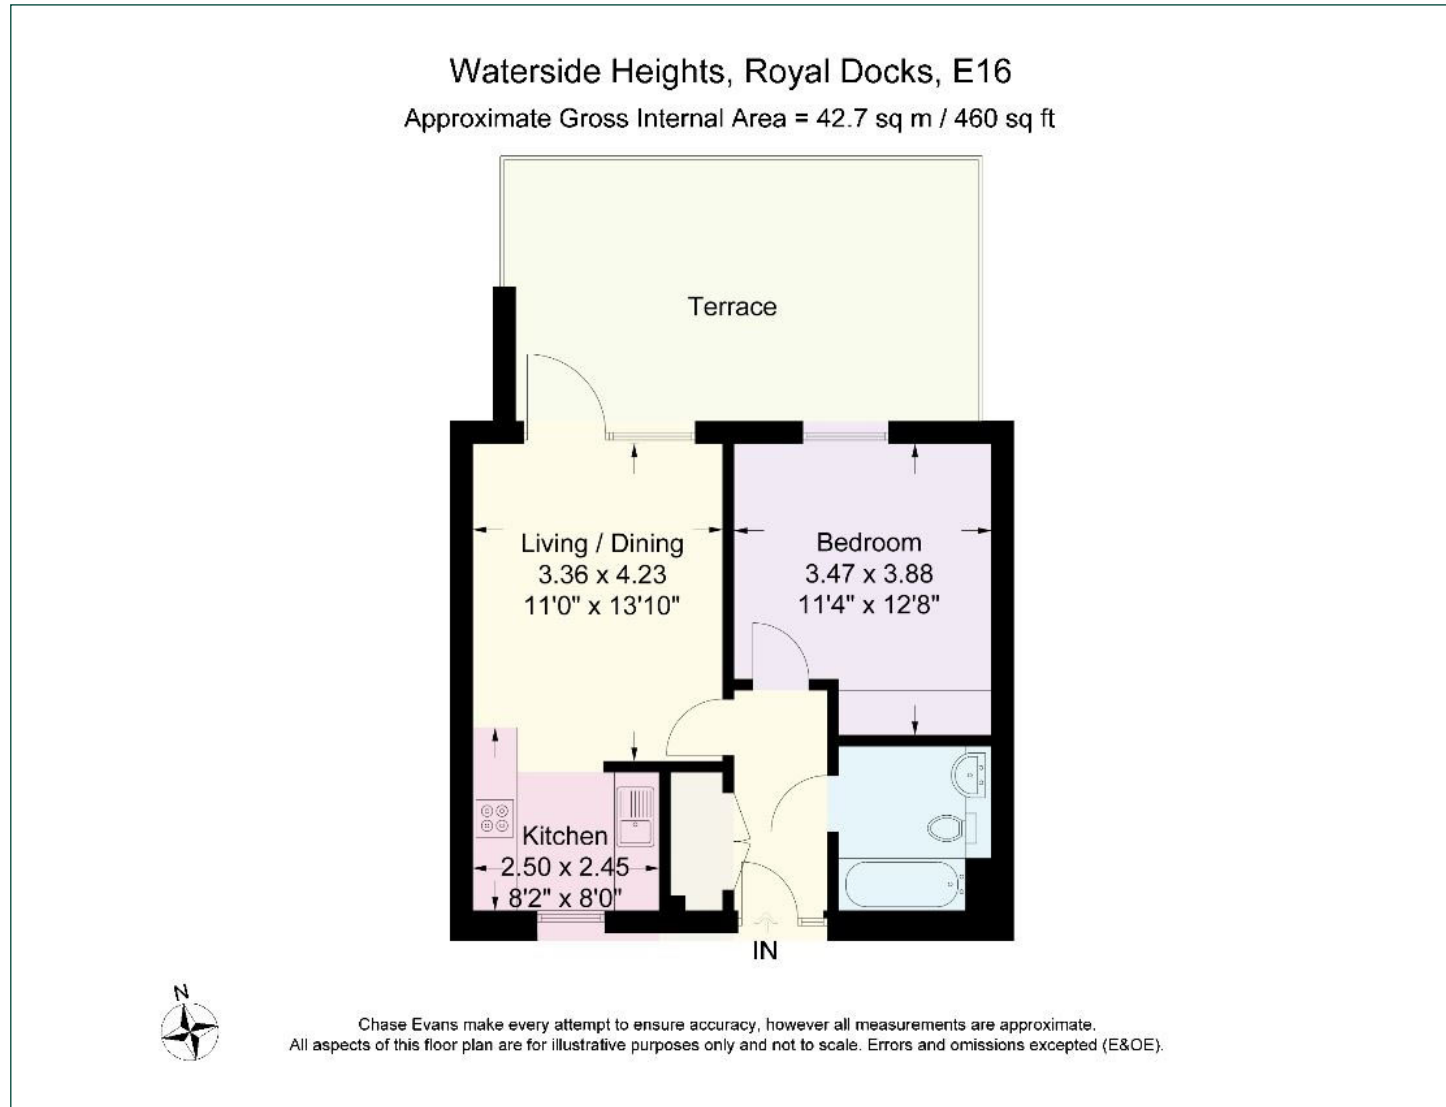 Waterside Heights, Royal Docks, E16
Approximate Gross Internal Area = 42.7 sq m / 460 sq ft
Terrace
Living / Dining
3.36 x 4.23
11'0" x 13'10"
Bedroom
3.47 x 3.88
11'4" x 12'8"
Kitchen
2.50 x 2.45
8'2" x 8'0"
IN
N
Chase Evans make every attempt to ensure accuracy, however all measurements are approximate.
All aspects of this floor plan are for illustrative purposes only and not to scale. Errors and omissions excepted (E&OE).